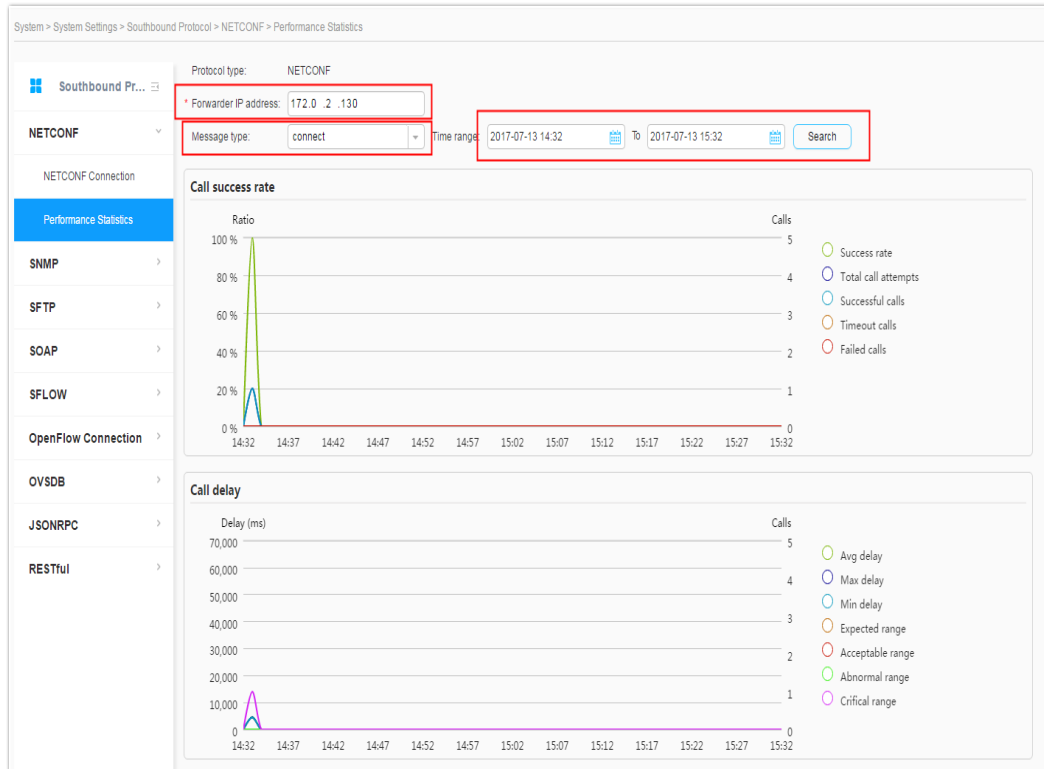 System > System Settings > Southbound Protocol > NETCONF > Performance Statistics
Southbound Pr...
NETCONF
NETCONF Connection
Performance Statistics
SNMP
SFTP
SOAP
SFLOW
OpenFlow Connection
OVSDB
JSONRPC
RESTful
Protocol type: NETCONF
* Forwarder IP address: 172.0 .2 .130
Message type: connect Time range: 2017-07-13 14:32 To 2017-07-13 15:32 Search
Call success rate
Ratio Calls
100 % 5
80 % 4
60 % 3
40 % 2
20 % 1
0 % 0
14:32 14:37 14:42 14:47 14:52 14:57 15:02 15:07 15:12 15:17 15:22 15:27 15:32
Success rate
Total call attempts
Successful calls
Timeout calls
Failed calls
Call delay
Delay (ms) Calls
70,000 5
60,000
4
50,000
40,000 3
30,000
2
20,000
1
10,000
0 0
14:32 14:37 14:42 14:47 14:52 14:57 15:02 15:07 15:12 15:17 15:22 15:27 15:32
Avg delay
Max delay
Min delay
Expected range
Acceptable range
Abnormal range
Crifical range